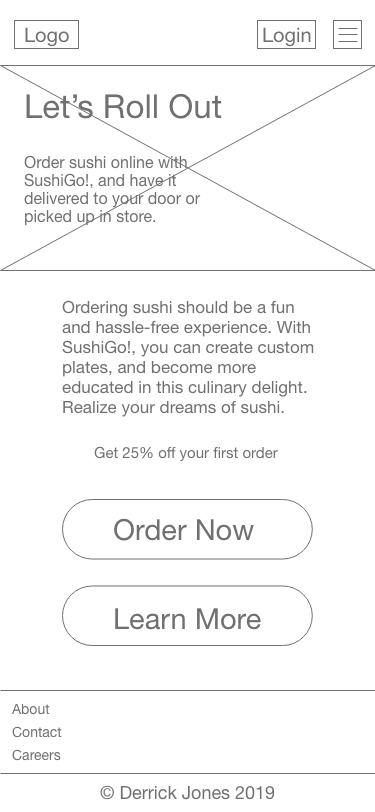 Logo
Login
Let’s Roll Out
Order sushi online with
SushiGo!, and have it
delivered to your door or
picked up in store.
Ordering sushi should be a fun
and hassle-free experience. With
SushiGo!, you can create custom
plates, and become more
educated in this culinary delight.
Realize your dreams of sushi.
Get 25% off your first order
Order Now
Learn More
About
Contact
Careers
© Derrick Jones 2019